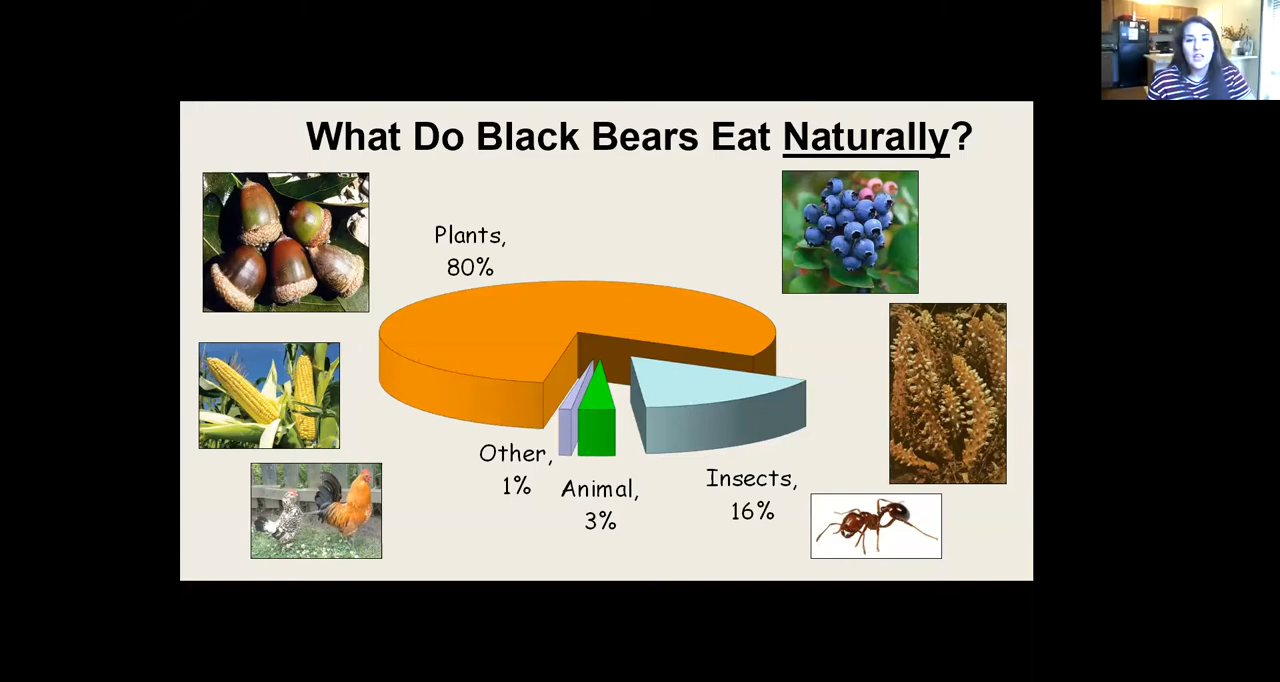 What Do Black Bears Eat Naturally?
Plants,
80%
Other,
1%
Animal,
3%
Insects,
16%